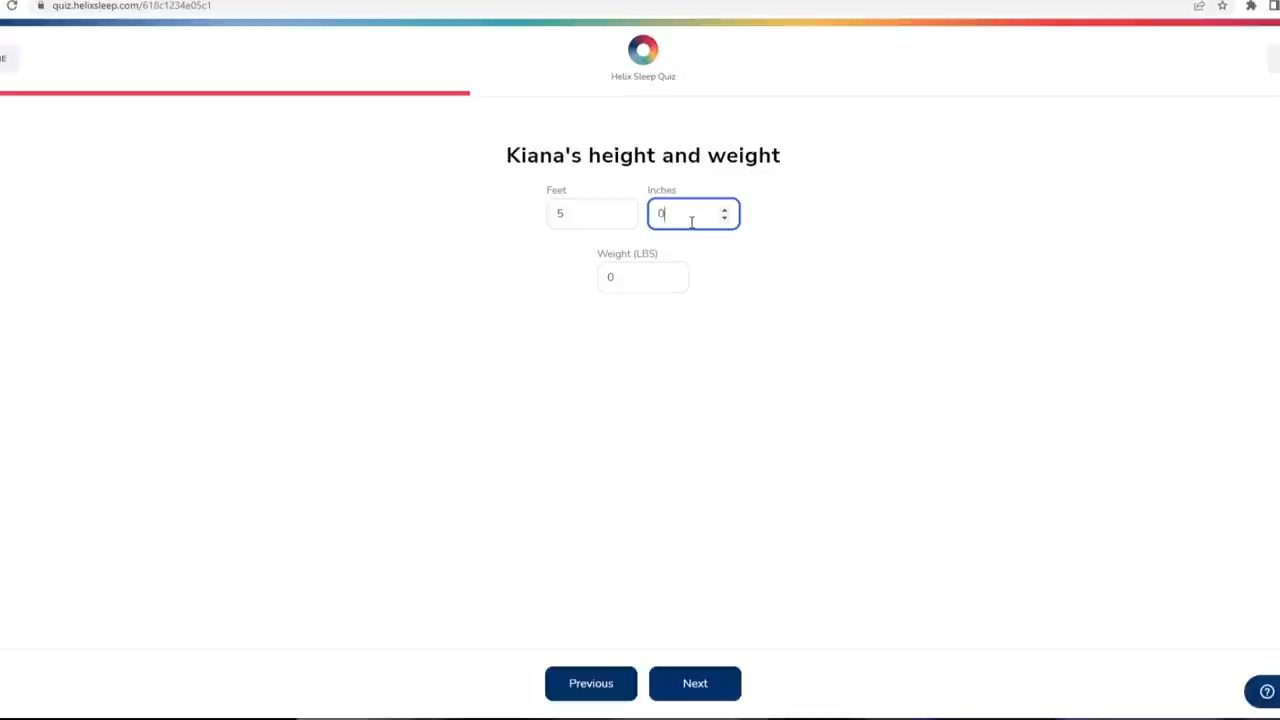 quiz.helixsleep.com/618c1234e05c1
Helix Sleep Quiz
Kiana's height and weight
Feet Inches
5 0
Weight (LBS)
0
Previous Next